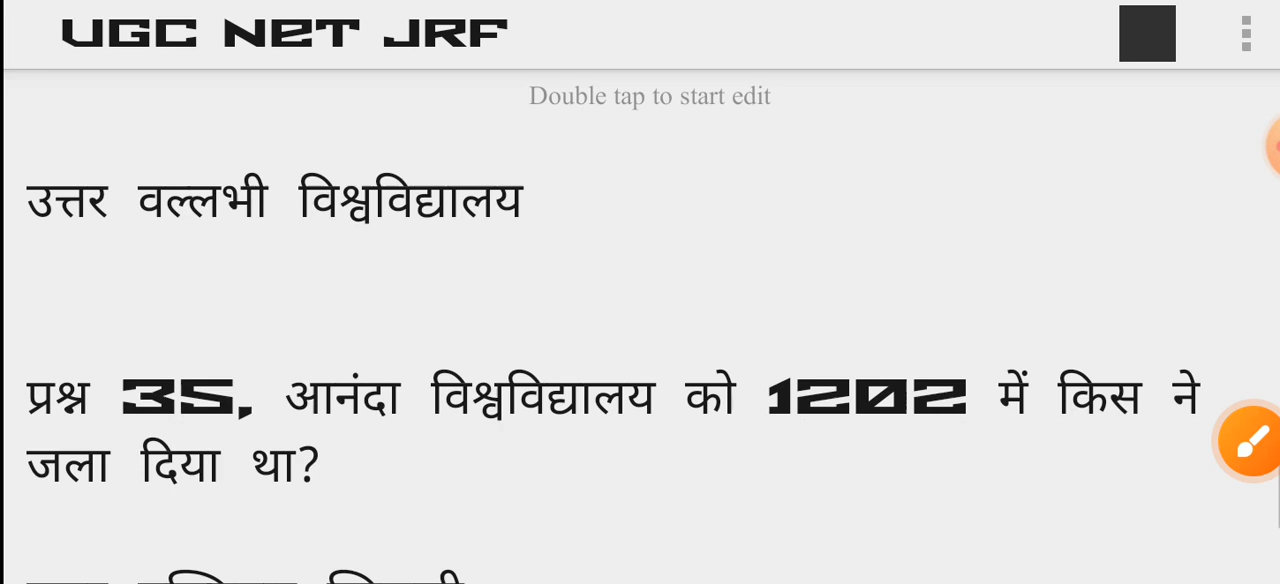 UGC NET JRF
Double tap to start edit
उत्तर वल्लभी विश्वविद्यालय
प्रश्न 35, आनंदा विश्वविद्यालय को 1202 में किस ने
जला दिया था?